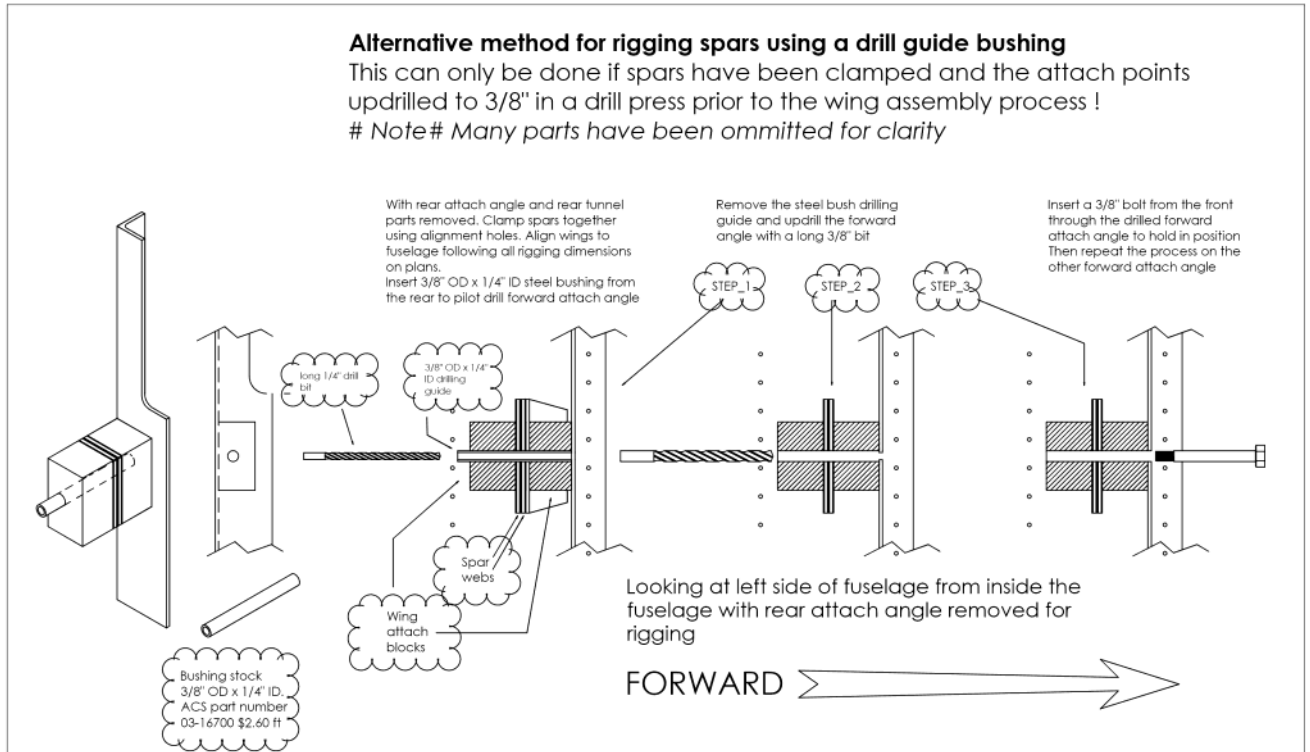 Alternative method for rigging spars using a drill guide bushing
This can only be done if spars have been clamped and the attach points
updrilled to 3/8" in a drill press prior to the wing assembly process !
# Note# Many parts have been ommitted for clarity
With rear attach angle and rear tunnel
parts removed. Clamp spars together
using alignment holes. Align wings to
fuselage following all rigging dimensions
on plans.
Insert 3/8" OD x 1/4" ID steel bushing from
the rear to pilot drill forward attach angle
Remove the steel bush drilling
guide and updrill the forward
angle with a long 3/8" bit
Insert a 3/8" bolt from the front
through the drilled forward
attach angle to hold in position
Then repeat the process on the
other forward attach angle
STEP_1
STEP_2
STEP_3
long 1/4" drill
bit
3/8" OD x 1/4"
ID drilling
guide
Spar
webs
Wing
attach
blocks
Bushing stock
3/8" OD x 1/4" ID.
ACS part number
03-16700 $2.60 ft
Looking at left side of fuselage from inside the
fuselage with rear attach angle removed for
rigging
FORWARD